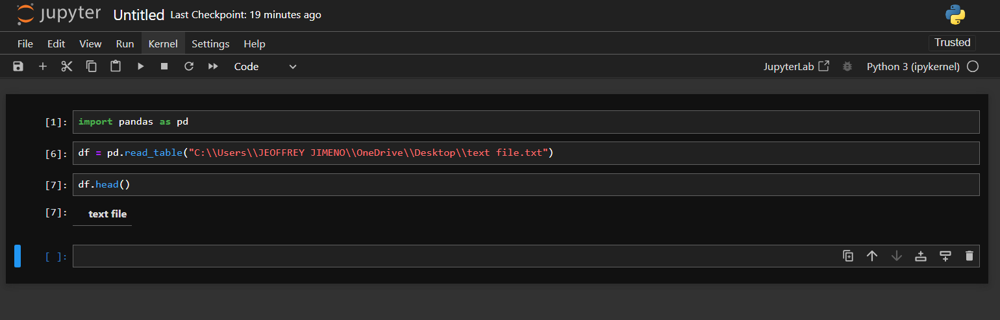 jupyter Untitled Last Checkpoint: 19 minutes ago
File Edit View Run Kernel Settings Help Trusted
Code JupyterLab Python 3 (ipykernel)
[1]: import pandas as pd
[6]: df = pd.read_table("C:\\Users\\JEOFFREY JIMENO\\OneDrive\\Desktop\\text file.txt")
[7]: df.head()
[7]: text file
[ ]: